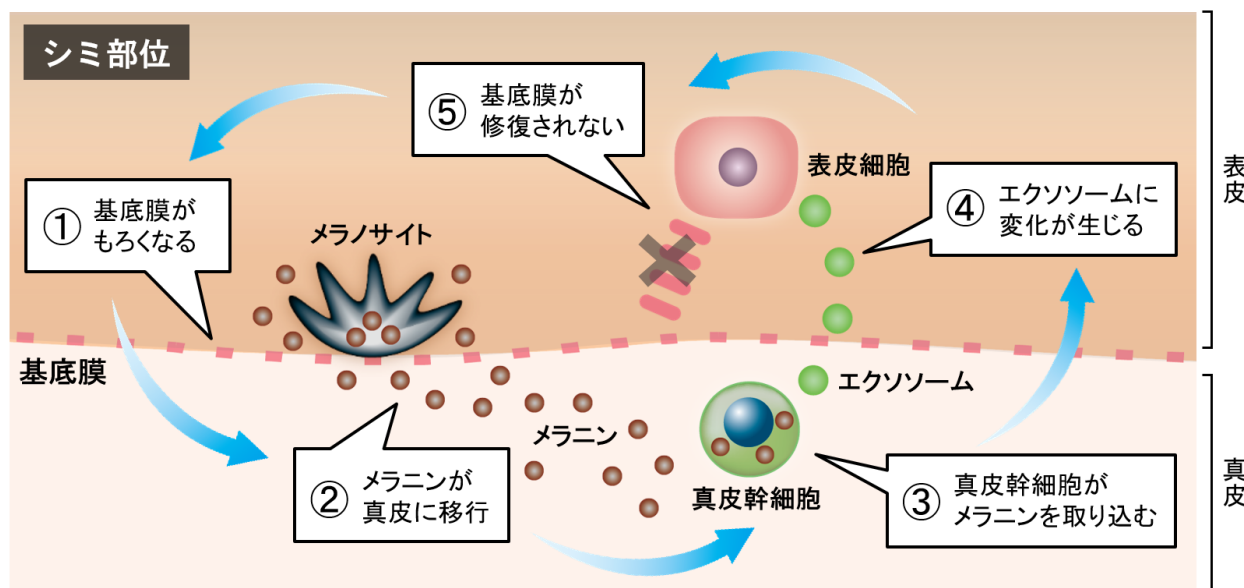 シミ部位
⑤ 基底膜が
修復されない
表皮細胞
④ エクソソームに
変化が生じる
表皮
① 基底膜が
もろくなる
メラノサイト
基底膜
エクソソーム
メラニン
② メラニンが
真皮に移行
真皮幹細胞
③ 真皮幹細胞が
メラニンを取り込む
真皮